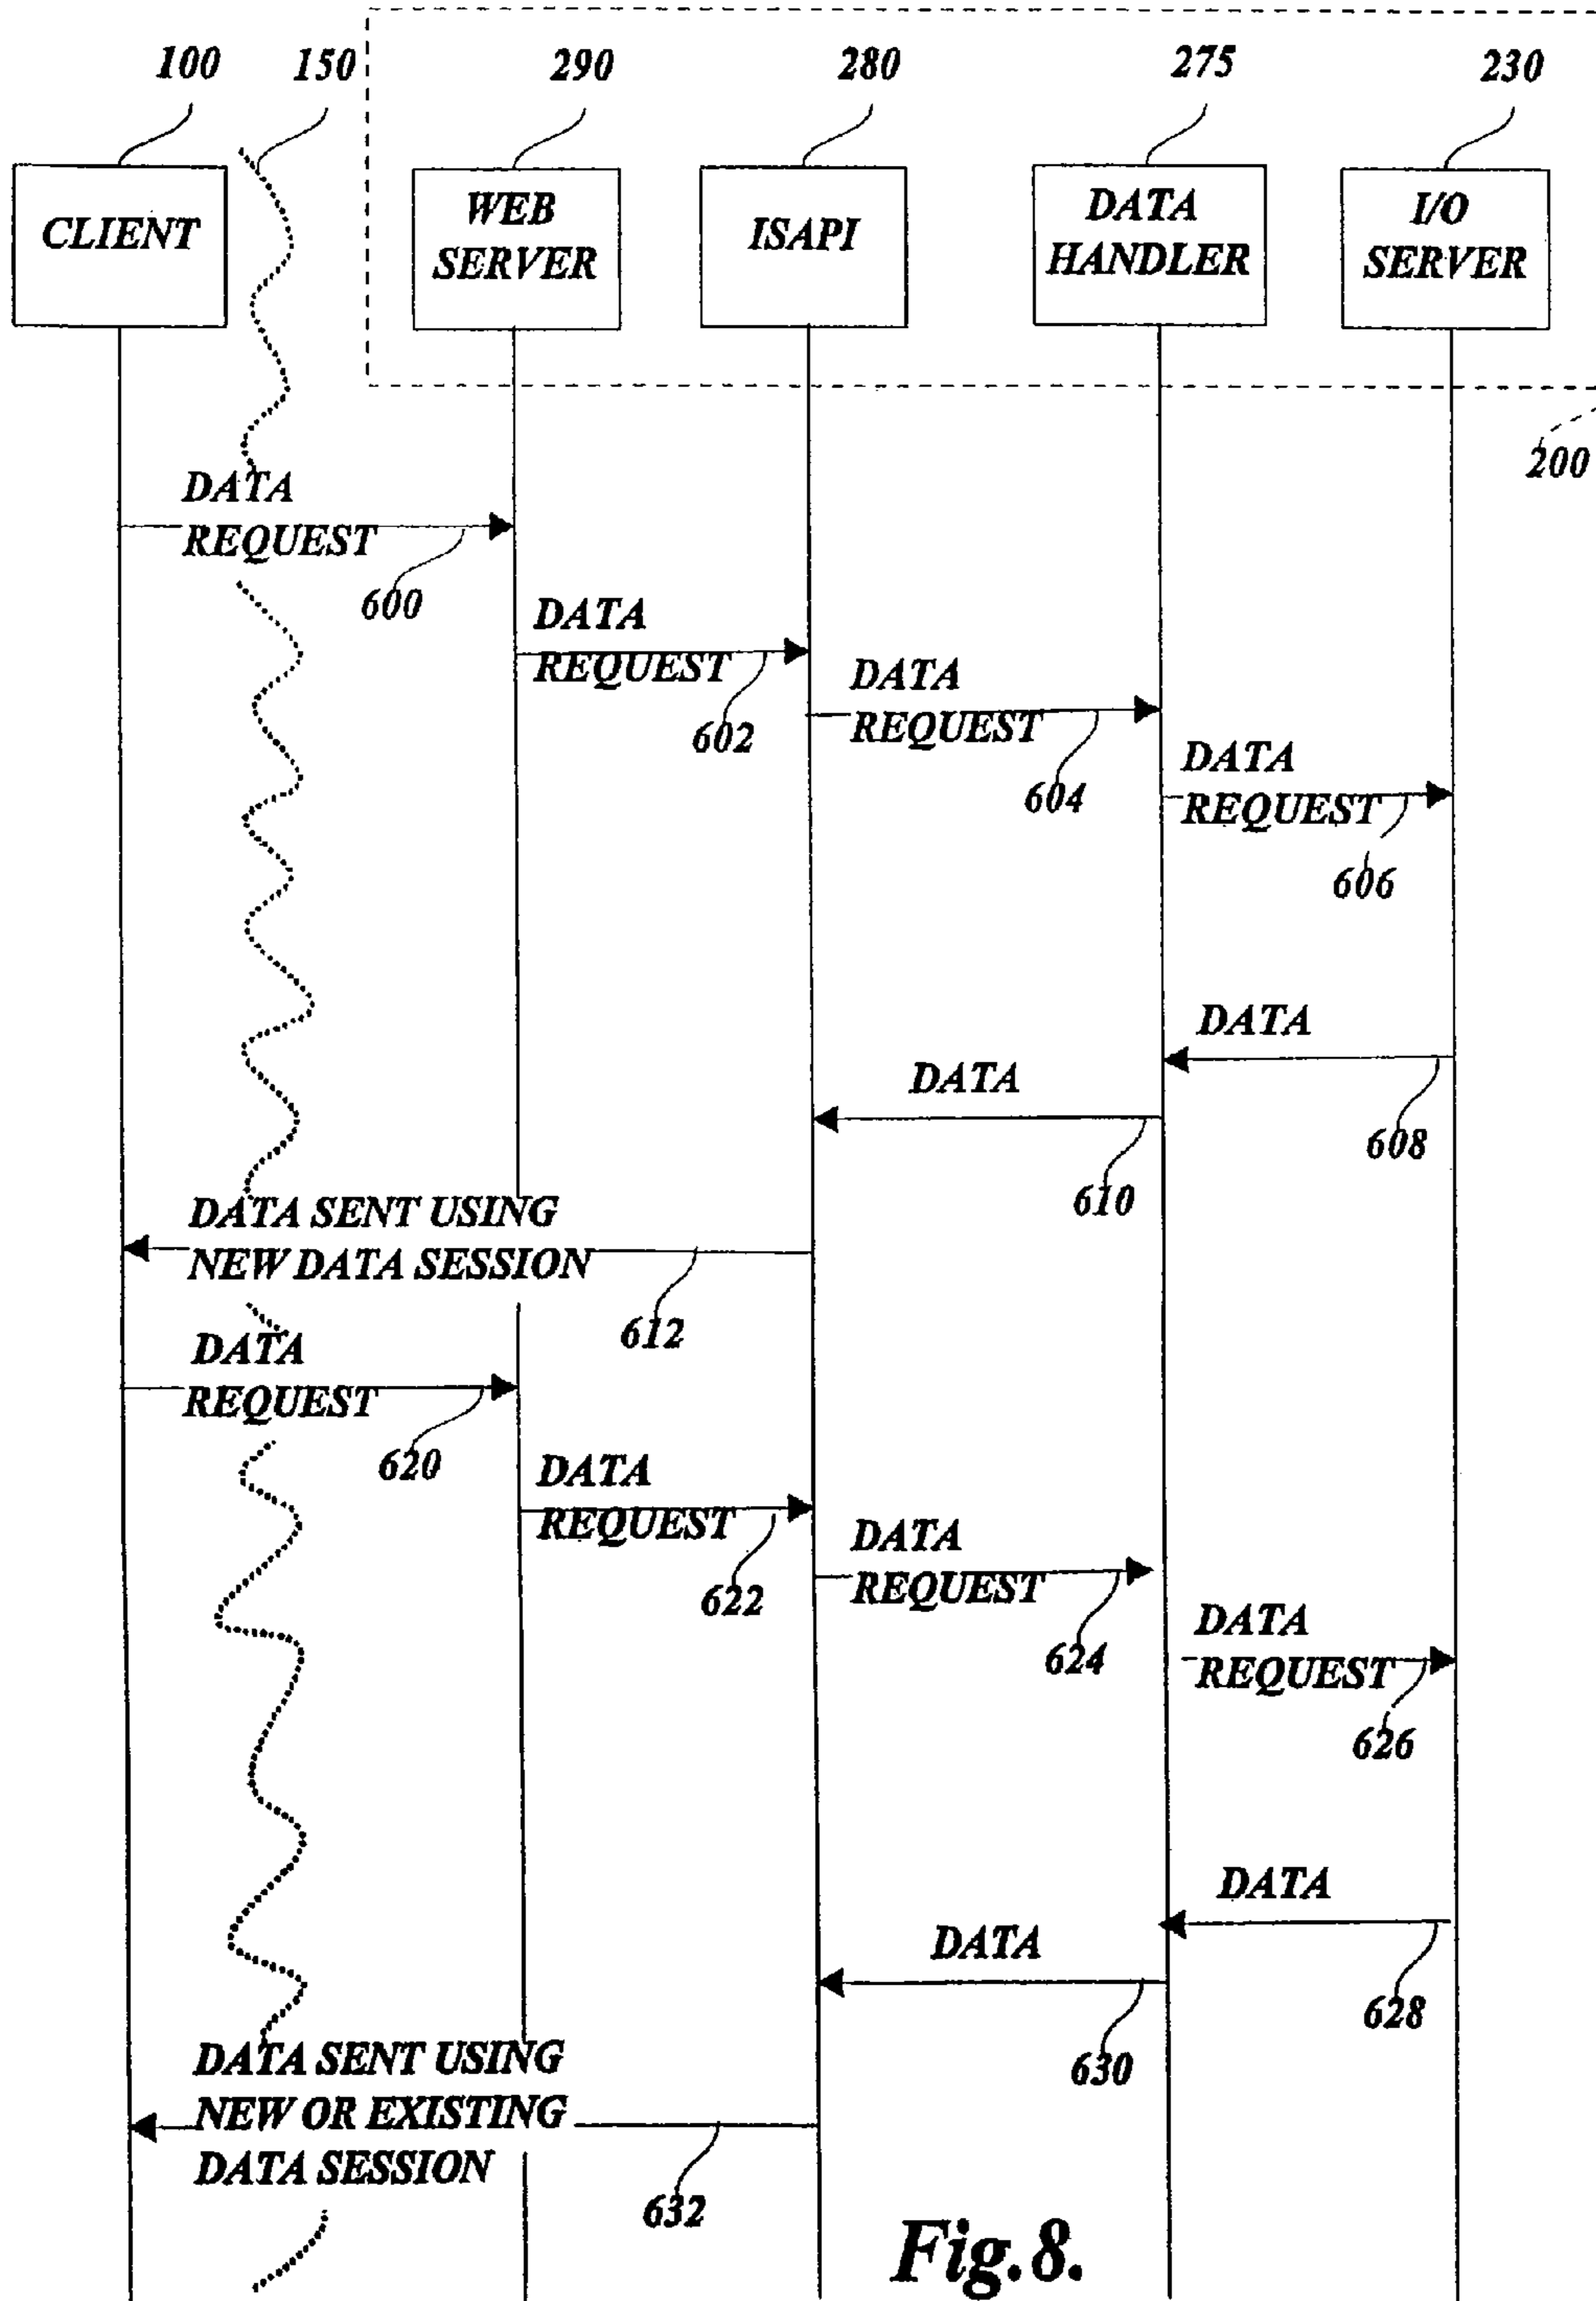 100 150 290 280 275 230
CLIENT
WEB
SERVER
ISAPI
DATA
HANDLER
I/O
SERVER
200
DATA
REQUEST
600
DATA
REQUEST
602
DATA
REQUEST
604
DATA
REQUEST
606
DATA
608
DATA
610
DATA SENT USING
NEW DATA SESSION
612
DATA
REQUEST
620
DATA
REQUEST
622
DATA
REQUEST
624
DATA
REQUEST
626
DATA
628
DATA
630
DATA SENT USING
NEW OR EXISTING
DATA SESSION
632
Fig.8.